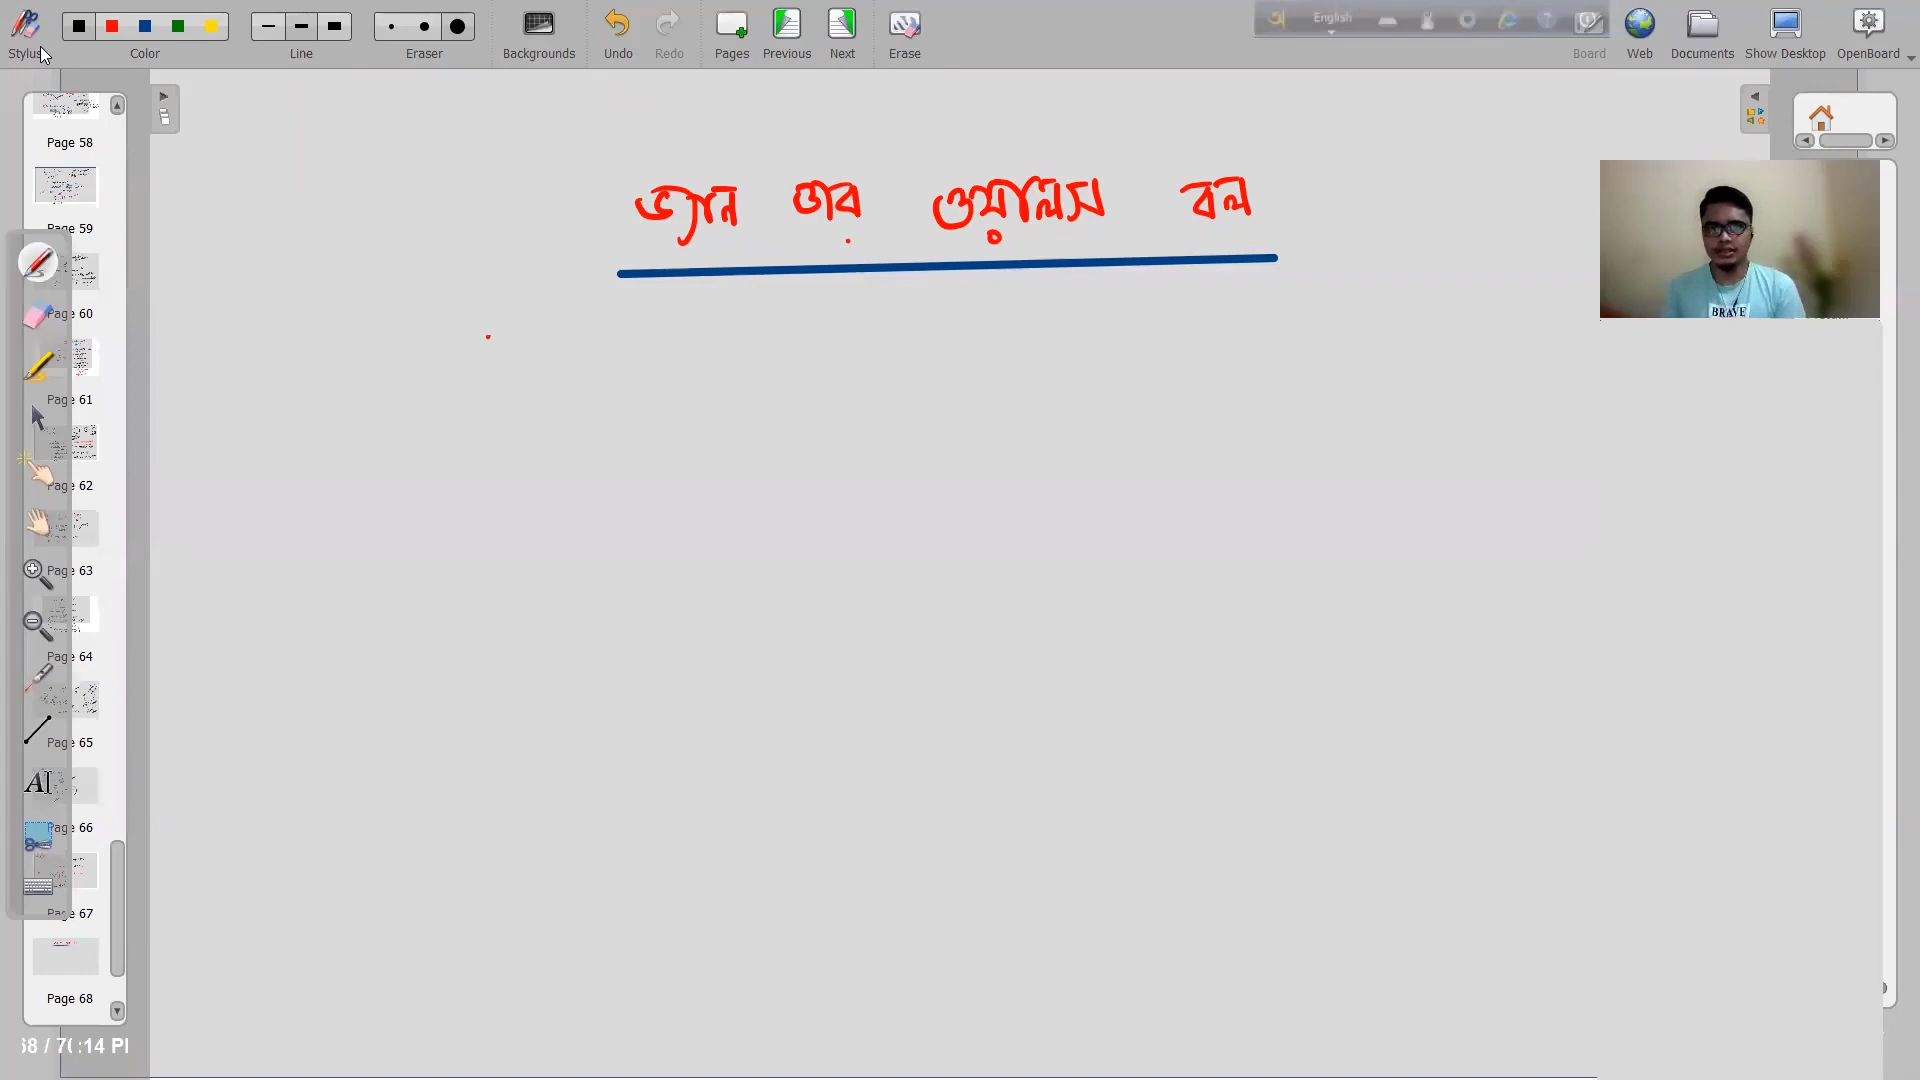 Stylus
Color
Line
Eraser
Backgrounds
Undo
Redo
Pages
Previous
Next
Erase
English
Board
Web
Documents
Show Desktop
OpenBoard
Page 58
Page 59
Page 60
Page 61
Page 62
Page 63
Page 64
Page 65
Page 66
Page 67
Page 68
ভ্যান ডার ওয়ালস বল
BRAVE